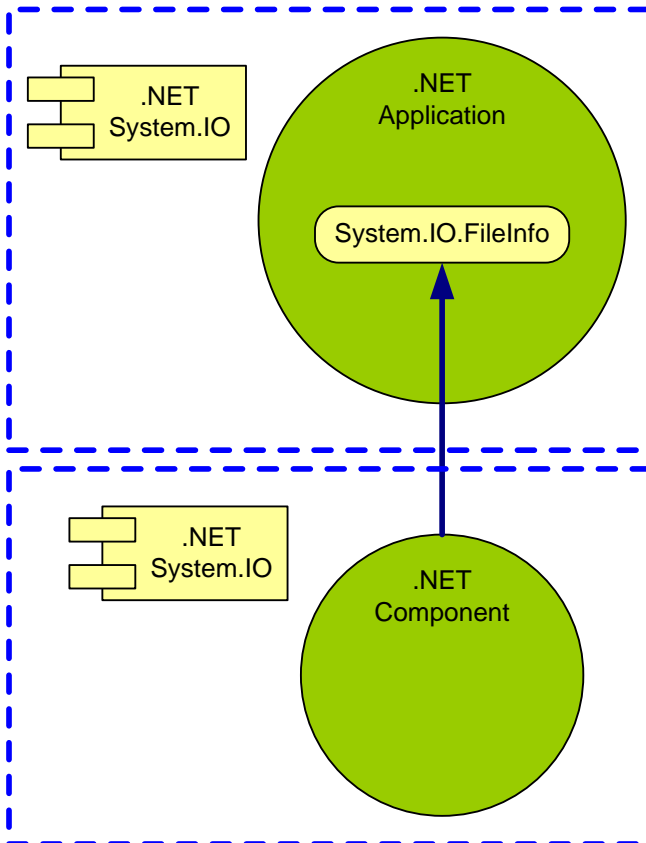 .NET
System.IO
.NET
Application
System.IO.FileInfo
.NET
System.IO
.NET
Component